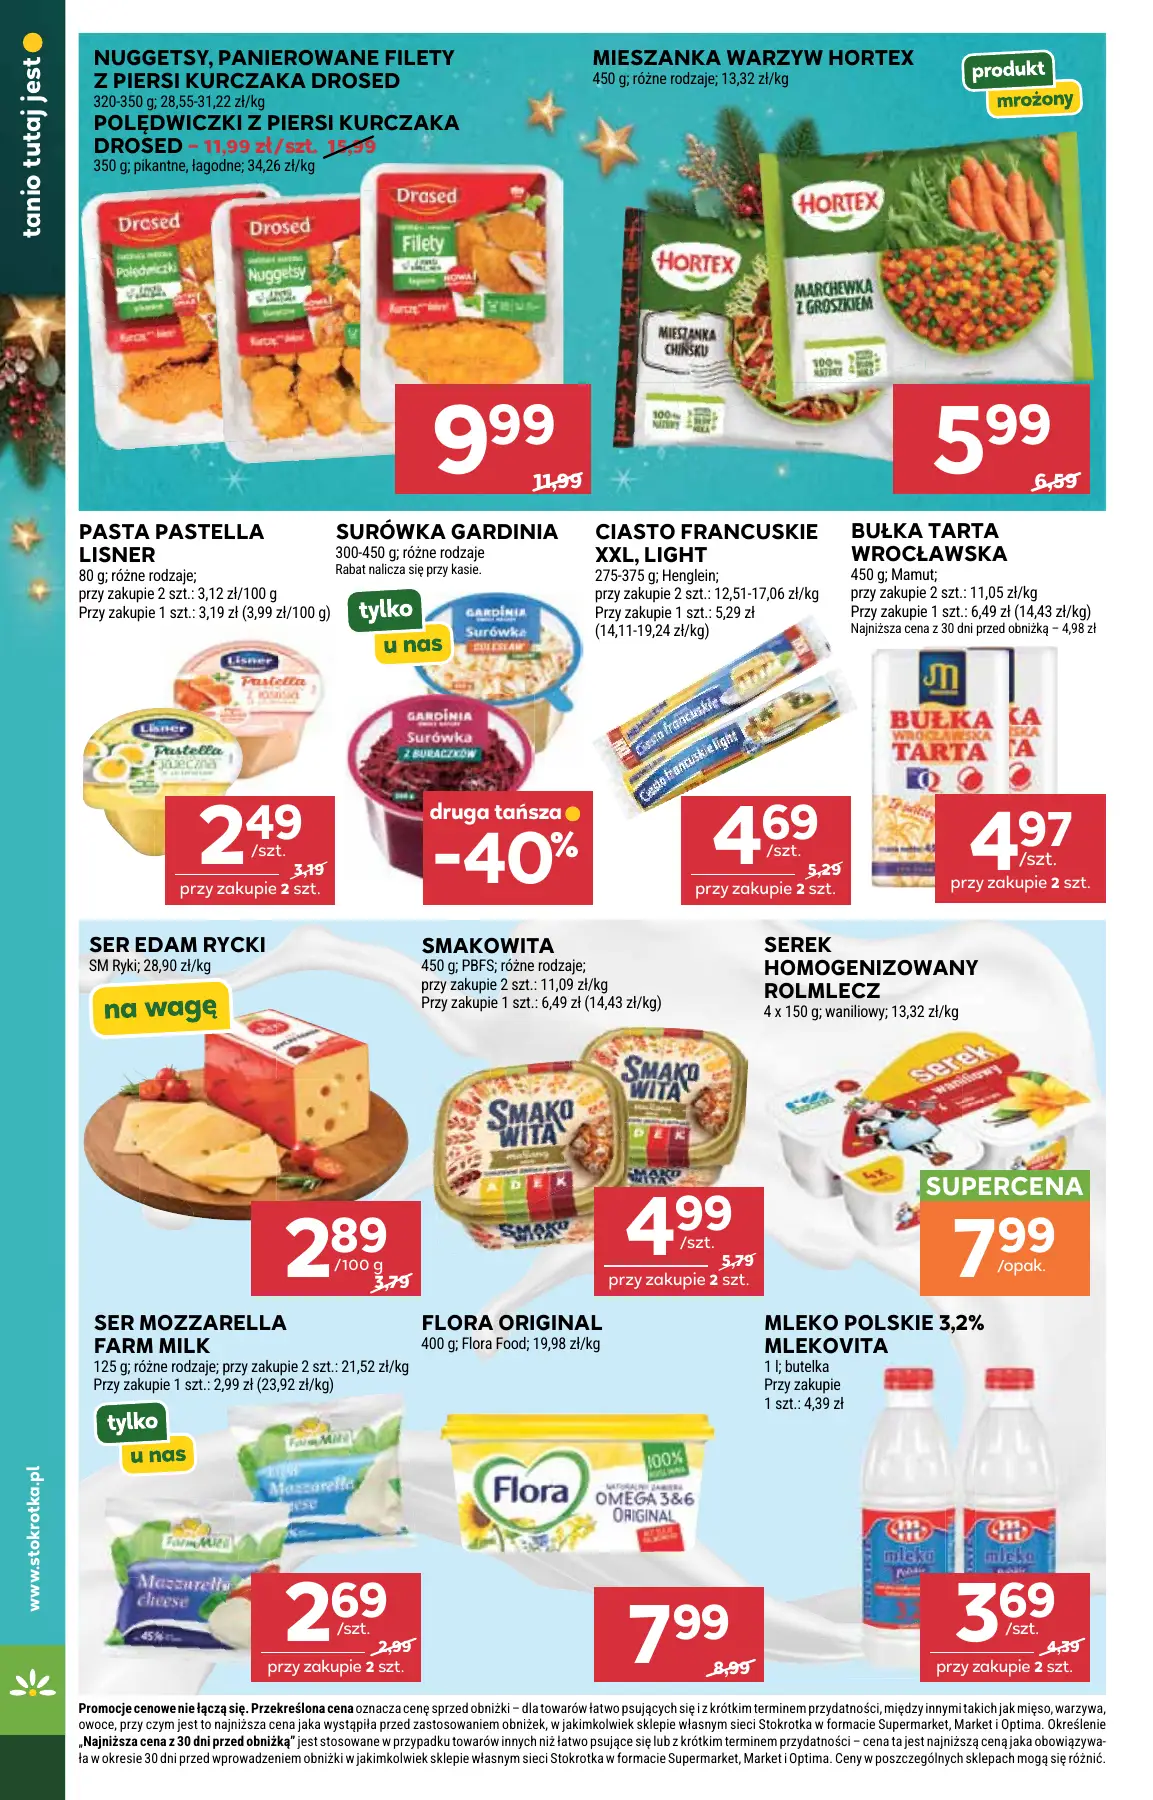 tanio tutaj jest
NUGGETSY, PANIEROWANE FILETY
Z PIERSI KURCZAKA DROSED
320-350 g; 28,55-31,22 zł/kg
POLĘDWICZKI Z PIERSI KURCZAKA
DROSED – 11,99 zł/szt. 15,99
350 g; pikantne, łagodne; 34,26 zł/kg
Drosed
Polędwiczki
Drosed
Nuggetsy
Drosed
Filety
9 99
11,99
MIESZANKA WARZYW HORTEX
450 g; różne rodzaje; 13,32 zł/kg
produkt
mrożony
HORTEX
MIESZANKA
CHIŃSKU
HORTEX
MARCHEWKA
Z GROSZKIEM
100%
5 99
6,59
PASTA PASTELLA
LISNER
80 g; różne rodzaje;
przy zakupie 2 szt.: 3,12 zł/100 g
Przy zakupie 1 szt.: 3,19 zł (3,99 zł/100 g)
Lisner
Pastella
Lisner
Pastella
jajeczna
2 49
/szt.
3,19
przy zakupie 2 szt.
SURÓWKA GARDINIA
300-450 g; różne rodzaje
Rabat nalicza się przy kasie.
tylko
u nas
GARDINIA
Surówka
COLESŁAW
GARDINIA
Surówka
Z BURACZKÓW
druga tańsza
-40%
CIASTO FRANCUSKIE
XXL, LIGHT
275-375 g; Henglein;
przy zakupie 2 szt.: 12,51-17,06 zł/kg
Przy zakupie 1 szt.: 5,29 zł
(14,11-19,24 zł/kg)
Ciasto francuskie
Ciasto francuskie light
4 69
/szt.
5,29
przy zakupie 2 szt.
BUŁKA TARTA
WROCŁAWSKA
450 g; Mamut;
przy zakupie 2 szt.: 11,05 zł/kg
Przy zakupie 1 szt.: 6,49 zł (14,43 zł/kg)
Najniższa cena z 30 dni przed obniżką – 4,98 zł
BUŁKA
WROCŁAWSKA
TARTA
4 97
/szt.
przy zakupie 2 szt.
SER EDAM RYCKI
SM Ryki; 28,90 zł/kg
na wagę
2 89
/100 g
3,79
SMAKOWITA
450 g; PBFS; różne rodzaje;
przy zakupie 2 szt.: 11,09 zł/kg
Przy zakupie 1 szt.: 6,49 zł (14,43 zł/kg)
SMAKO
WITA
SMAKO
WITA
A D E K
SMAKO
WITA
4 99
/szt.
5,79
przy zakupie 2 szt.
SEREK
HOMOGENIZOWANY
ROLMLECZ
4 x 150 g; waniliowy; 13,32 zł/kg
serek
waniliowy
4x
SUPERCENA
7 99
/opak.
SER MOZZARELLA
FARM MILK
125 g; różne rodzaje; przy zakupie 2 szt.: 21,52 zł/kg
Przy zakupie 1 szt.: 2,99 zł (23,92 zł/kg)
tylko
u nas
Farm Milk
Light
Mozzarella
cheese
Farm Milk
Mozzarella
cheese
45%
2 69
/szt.
2,99
przy zakupie 2 szt.
FLORA ORIGINAL
400 g; Flora Food; 19,98 zł/kg
Flora
100%
OMEGA 3&6
ORIGINAL
7 99
8,99
MLEKO POLSKIE 3,2%
MLEKOVITA
1 l; butelka
Przy zakupie
1 szt.: 4,39 zł
mleko
Polskie
mleko
3 69
/szt.
4,39
przy zakupie 2 szt.
www.stokrotka.pl
Promocje cenowe nie łączą się. Przekreślona cena oznacza cenę sprzed obniżki – dla towarów łatwo psujących się i z krótkim terminem przydatności, między innymi takich jak mięso, warzywa,
owoce, przy czym jest to najniższa cena jaka wystąpiła przed zastosowaniem obniżek, w jakimkolwiek sklepie własnym sieci Stokrotka w formacie Supermarket, Market i Optima. Określenie
„Najniższa cena z 30 dni przed obniżką” jest stosowane w przypadku towarów innych niż łatwo psujące się lub z krótkim terminem przydatności – cena ta jest najniższą ceną jaka obowiązywa-
ła w okresie 30 dni przed wprowadzeniem obniżki w jakimkolwiek sklepie własnym sieci Stokrotka w formacie Supermarket, Market i Optima. Ceny w poszczególnych sklepach mogą się różnić.